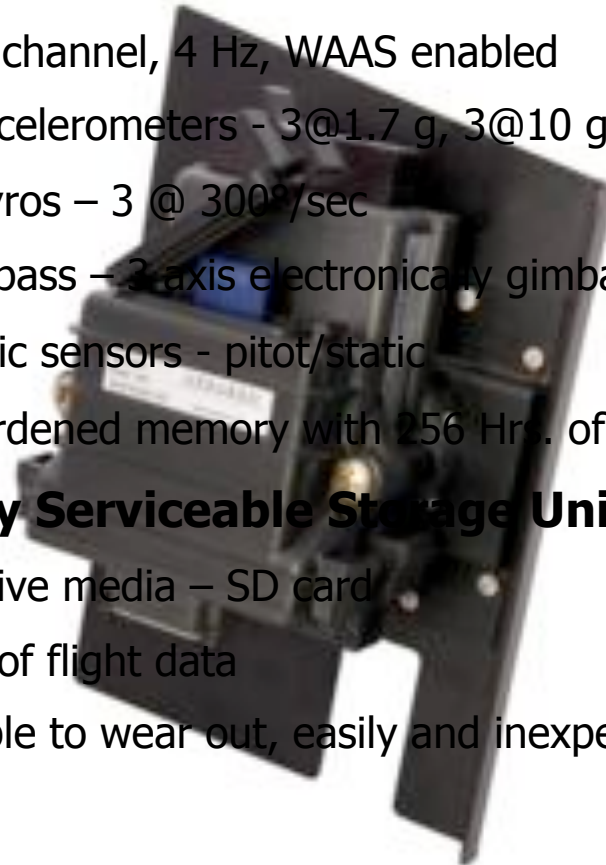 channel, 4 Hz, WAAS enabled
celerometers - 3@1.7 g, 3@10 g
yros – 3 @ 300°/sec
pass – 3 axis electronically gimba
ic sensors - pitot/static
rdened memory with 256 Hrs. of
y Serviceable Storage Uni
ive media – SD card
of flight data
ole to wear out, easily and inexpe